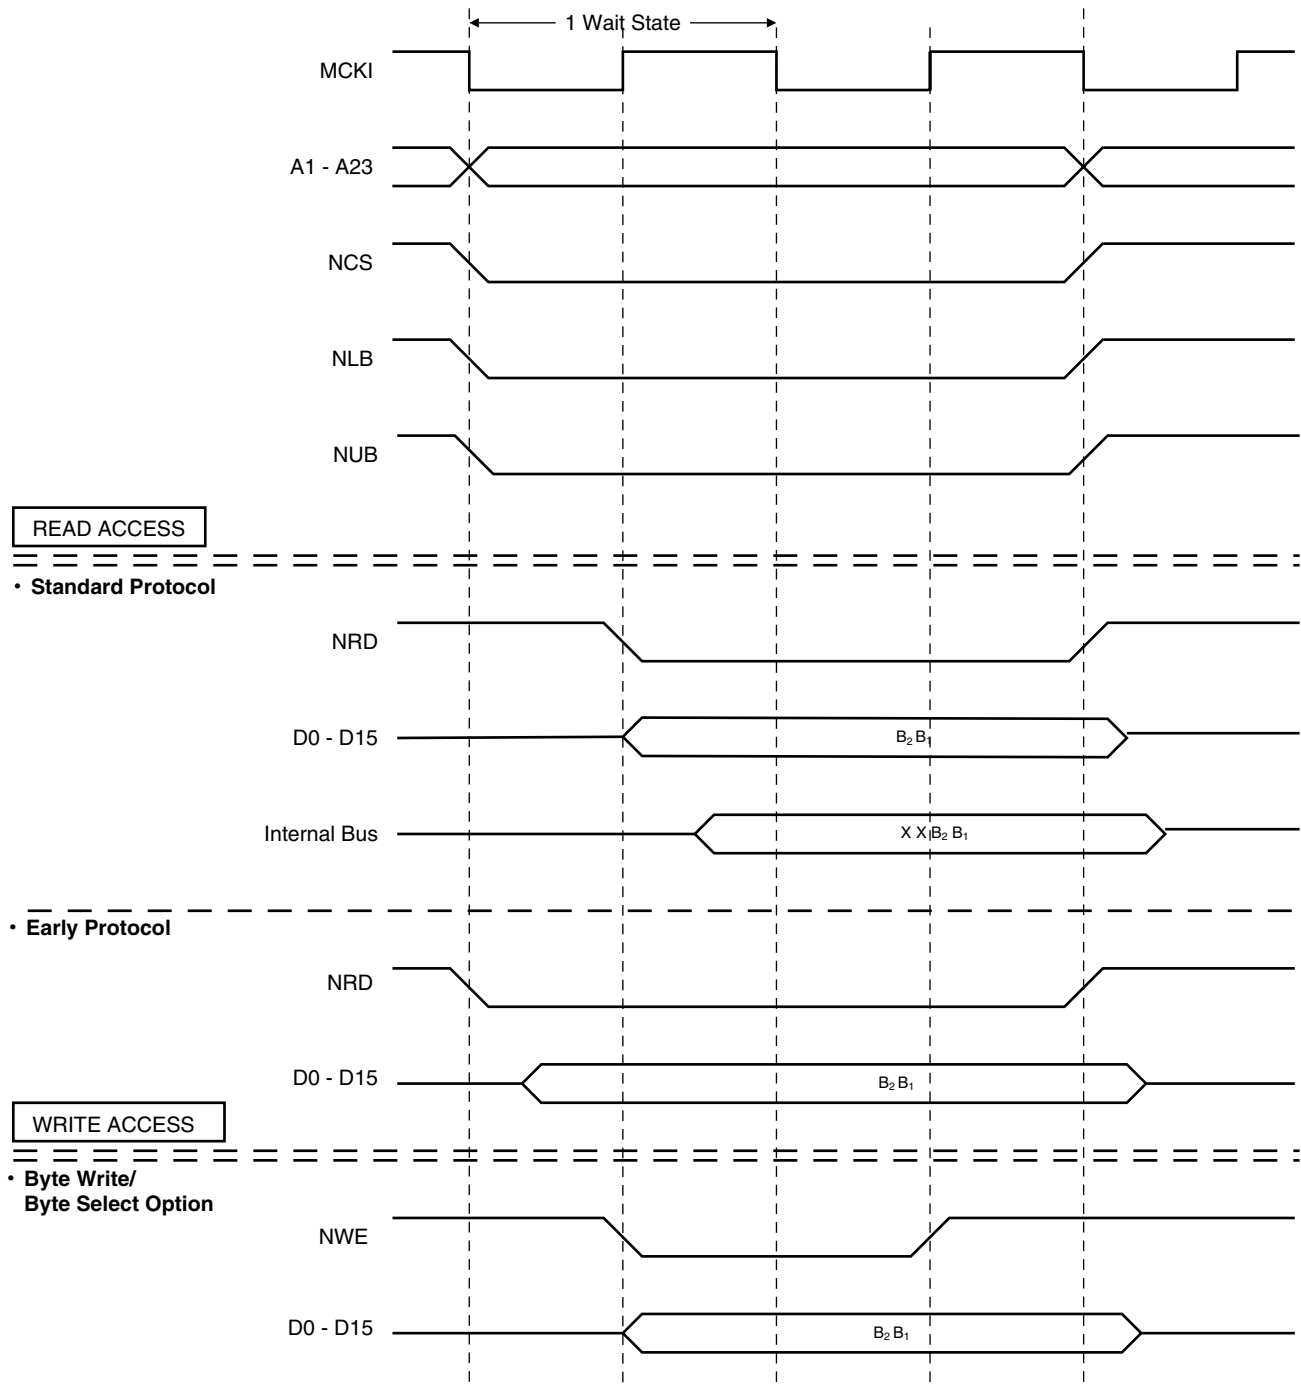 1 Wait State
MCKI
A1 - A23
NCS
NLB
NUB
READ ACCESS
• Standard Protocol
NRD
D0 - D15
B₂ B₁
Internal Bus
X X B₂ B₁
• Early Protocol
NRD
D0 - D15
B₂ B₁
WRITE ACCESS
• Byte Write/
Byte Select Option
NWE
D0 - D15
B₂ B₁